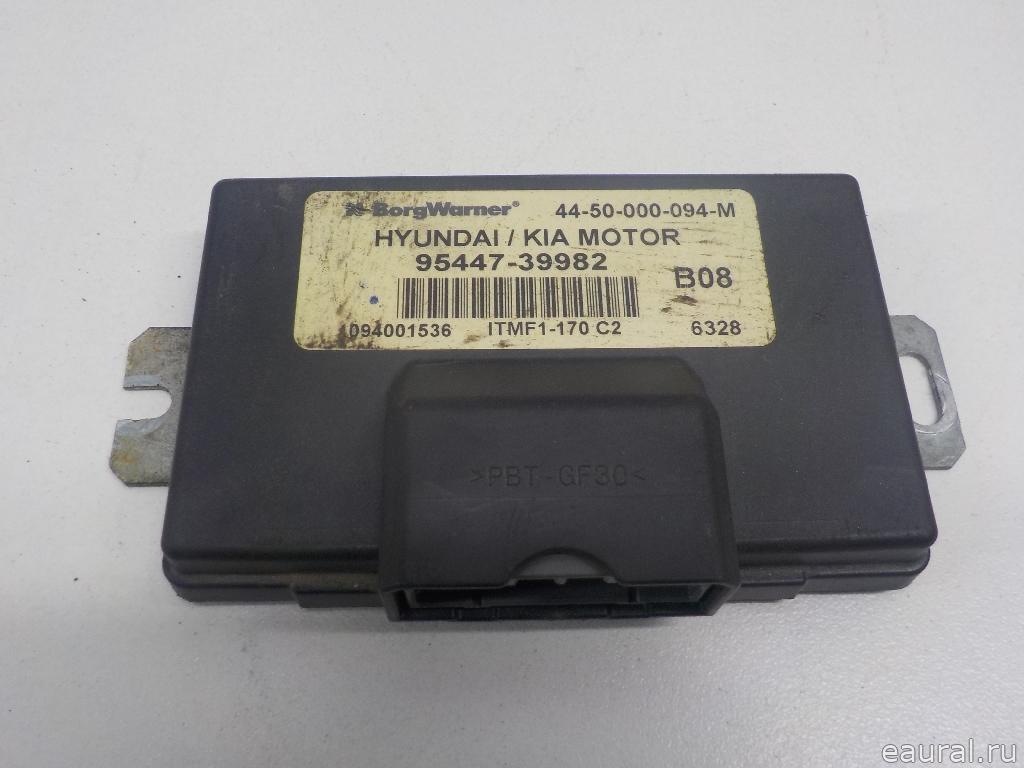 BorgWarner® 44-50-000-094-M
HYUNDAI / KIA MOTOR
95447-39982
B08
094001536 ITMF1-170 C2 6328
>PBT-GF30<
eaural.ru